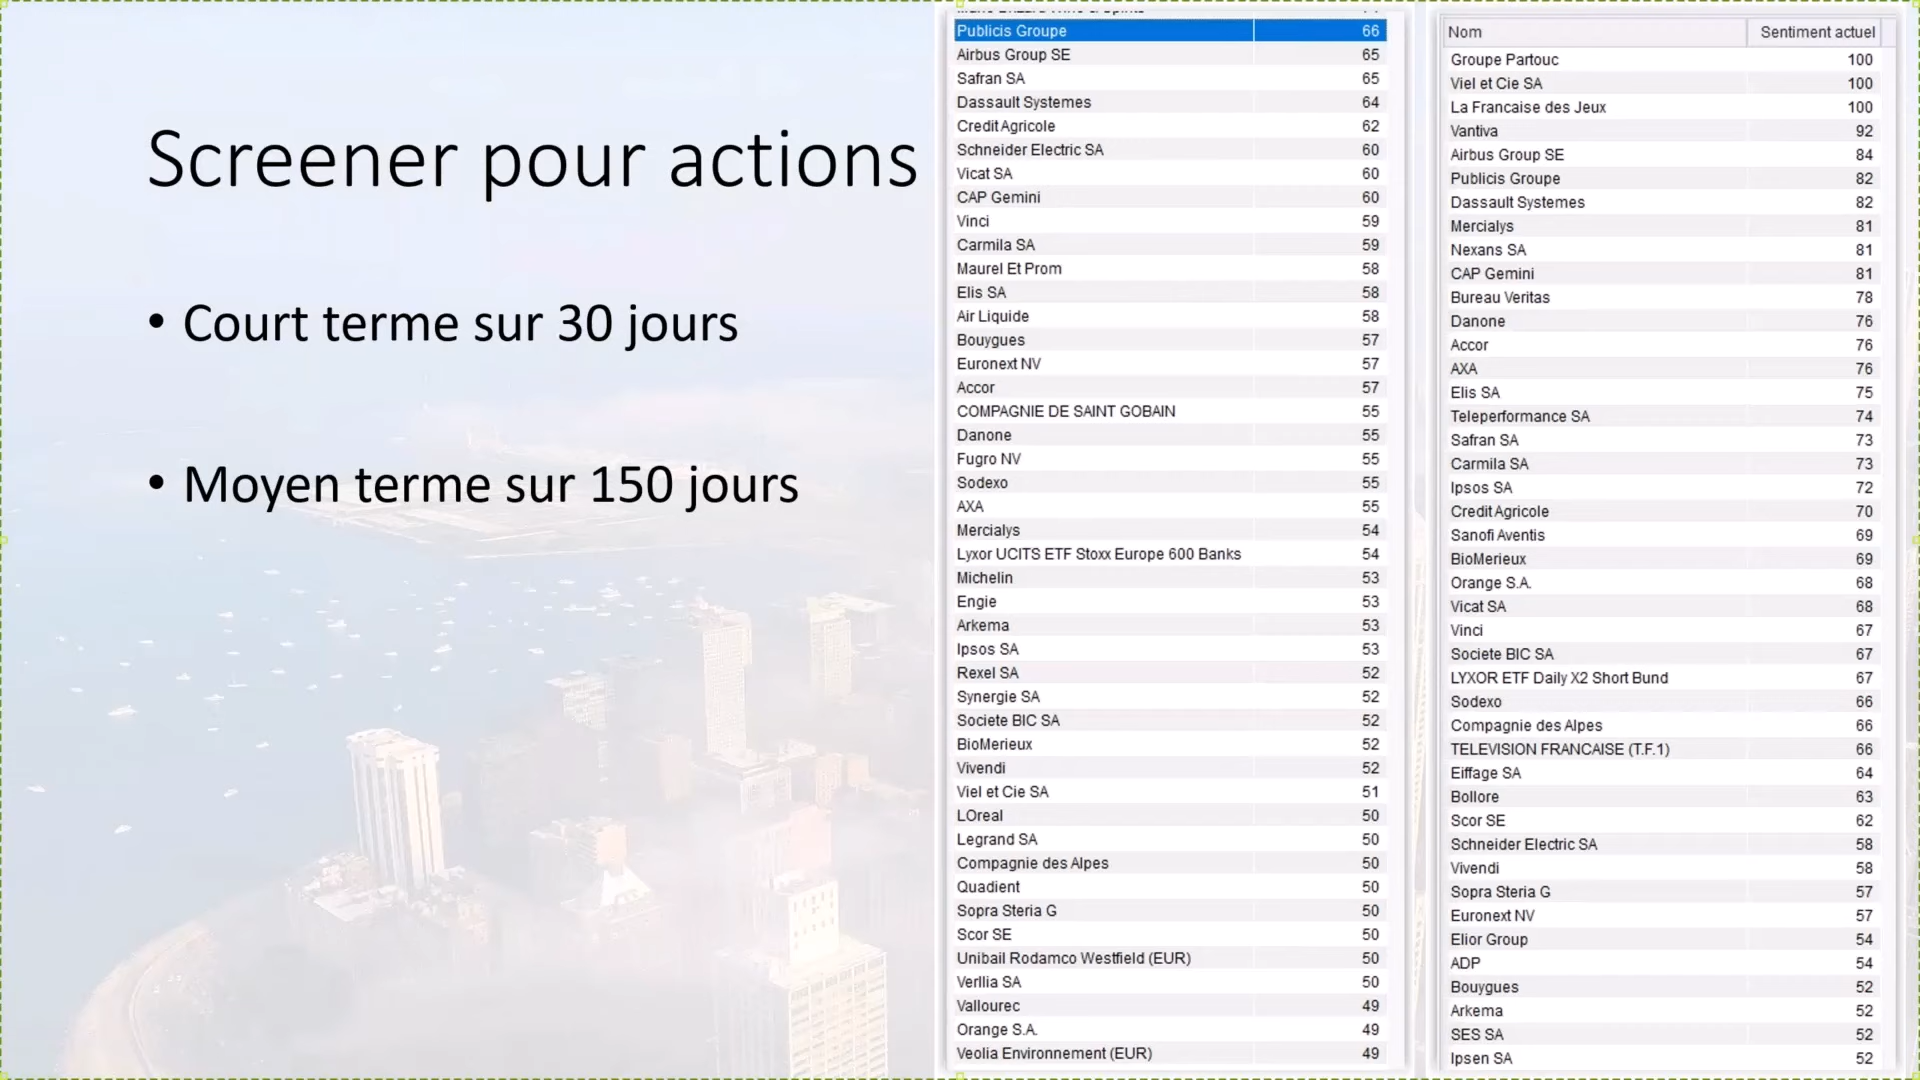 Screener pour actions
• Court terme sur 30 jours
• Moyen terme sur 150 jours
Publicis Groupe 66
Airbus Group SE 65
Safran SA 65
Dassault Systemes 64
Credit Agricole 62
Schneider Electric SA 60
Vicat SA 60
CAP Gemini 60
Vinci 59
Carmila SA 59
Maurel Et Prom 58
Elis SA 58
Air Liquide 58
Bouygues 57
Euronext NV 57
Accor 57
COMPAGNIE DE SAINT GOBAIN 55
Danone 55
Fugro NV 55
Sodexo 55
AXA 55
Mercialys 54
Lyxor UCITS ETF Stoxx Europe 600 Banks 54
Michelin 53
Engie 53
Arkema 53
Ipsos SA 53
Rexel SA 52
Synergie SA 52
Societe BIC SA 52
BioMerieux 52
Vivendi 52
Viel et Cie SA 51
LOreal 50
Legrand SA 50
Compagnie des Alpes 50
Quadient 50
Sopra Steria G 50
Scor SE 50
Unibail Rodamco Westfield (EUR) 50
Verllia SA 50
Vallourec 49
Orange S.A. 49
Veolia Environnement (EUR) 49
Nom Sentiment actuel
Groupe Partouc 100
Viel et Cie SA 100
La Francaise des Jeux 100
Vantiva 92
Airbus Group SE 84
Publicis Groupe 82
Dassault Systemes 82
Mercialys 81
Nexans SA 81
CAP Gemini 81
Bureau Veritas 78
Danone 76
Accor 76
AXA 76
Elis SA 75
Teleperformance SA 74
Safran SA 73
Carmila SA 73
Ipsos SA 72
Credit Agricole 70
Sanofi Aventis 69
BioMerieux 69
Orange S.A. 68
Vicat SA 68
Vinci 67
Societe BIC SA 67
LYXOR ETF Daily X2 Short Bund 67
Sodexo 66
Compagnie des Alpes 66
TELEVISION FRANCAISE (T.F.1) 66
Eiffage SA 64
Bollore 63
Scor SE 62
Schneider Electric SA 58
Vivendi 58
Sopra Steria G 57
Euronext NV 57
Elior Group 54
ADP 54
Bouygues 52
Arkema 52
SES SA 52
Ipsen SA 52